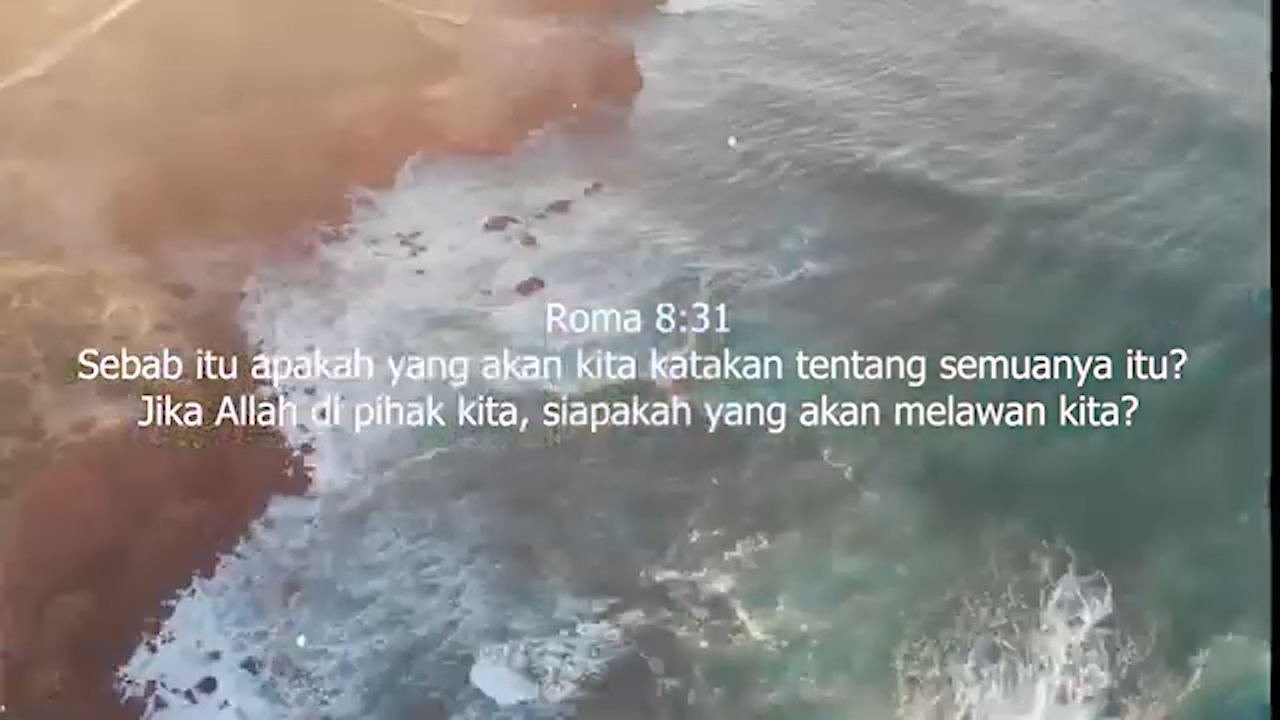 Roma 8:31
Sebab itu apakah yang akan kita katakan tentang semuanya itu?
Jika Allah di pihak kita, siapakah yang akan melawan kita?